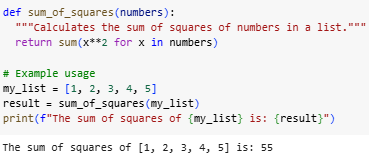 def sum_of_squares(numbers):
  """Calculates the sum of squares of numbers in a list."""
  return sum(x**2 for x in numbers)

# Example usage
my_list = [1, 2, 3, 4, 5]
result = sum_of_squares(my_list)
print(f"The sum of squares of {my_list} is: {result}")

The sum of squares of [1, 2, 3, 4, 5] is: 55